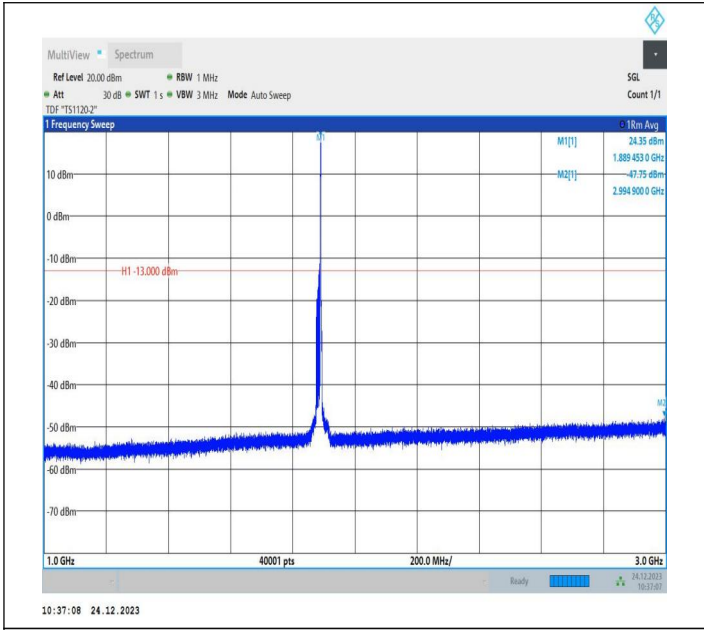 R&S
MultiView Spectrum
Ref Level 20.00 dBm RBW 1 MHz SGL
Att 30 dB SWT 1 s VBW 3 MHz Mode Auto Sweep Count 1/1
TDF "TS1120-2"
1 Frequency Sweep 1Rm Avg
M1 M1[1] 24.35 dBm
1.889 453 0 GHz
10 dBm M2[1] -47.75 dBm
2.994 900 0 GHz
0 dBm
-10 dBm
H1 -13.000 dBm
-20 dBm
-30 dBm
-40 dBm
M2
-50 dBm
-60 dBm
-70 dBm
1.0 GHz 40001 pts 200.0 MHz/ 3.0 GHz
Ready 24.12.2023
10:37:07
10:37:08 24.12.2023